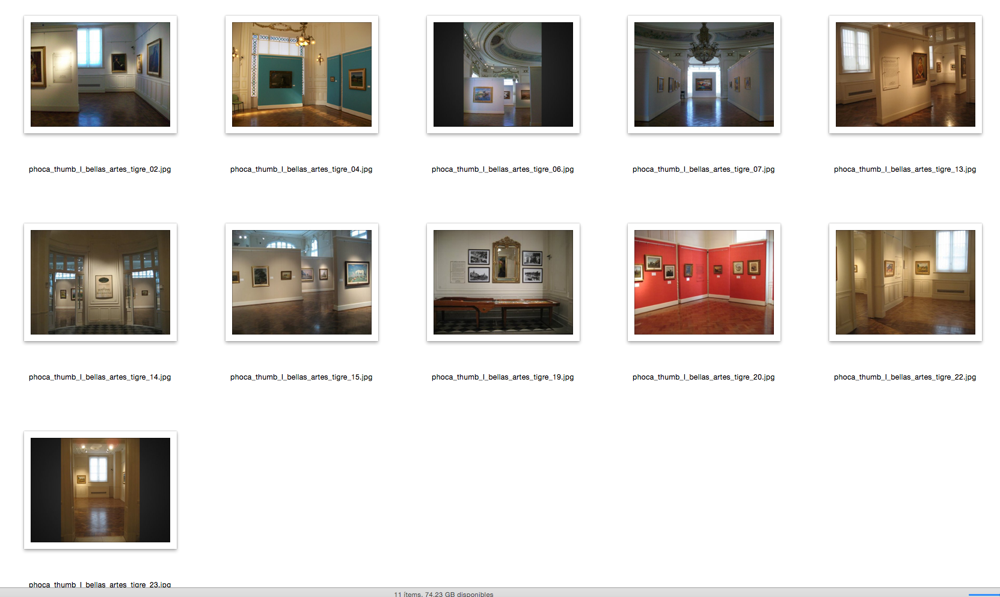 phoca_thumb_l_bellas_artes_tigre_02.jpg
phoca_thumb_l_bellas_artes_tigre_04.jpg
phoca_thumb_l_bellas_artes_tigre_06.jpg
phoca_thumb_l_bellas_artes_tigre_07.jpg
phoca_thumb_l_bellas_artes_tigre_13.jpg
phoca_thumb_l_bellas_artes_tigre_14.jpg
phoca_thumb_l_bellas_artes_tigre_15.jpg
phoca_thumb_l_bellas_artes_tigre_19.jpg
phoca_thumb_l_bellas_artes_tigre_20.jpg
phoca_thumb_l_bellas_artes_tigre_22.jpg
phoca_thumb_l_bellas_artes_tigre_23.jpg
11 ítems, 74,23 GB disponibles